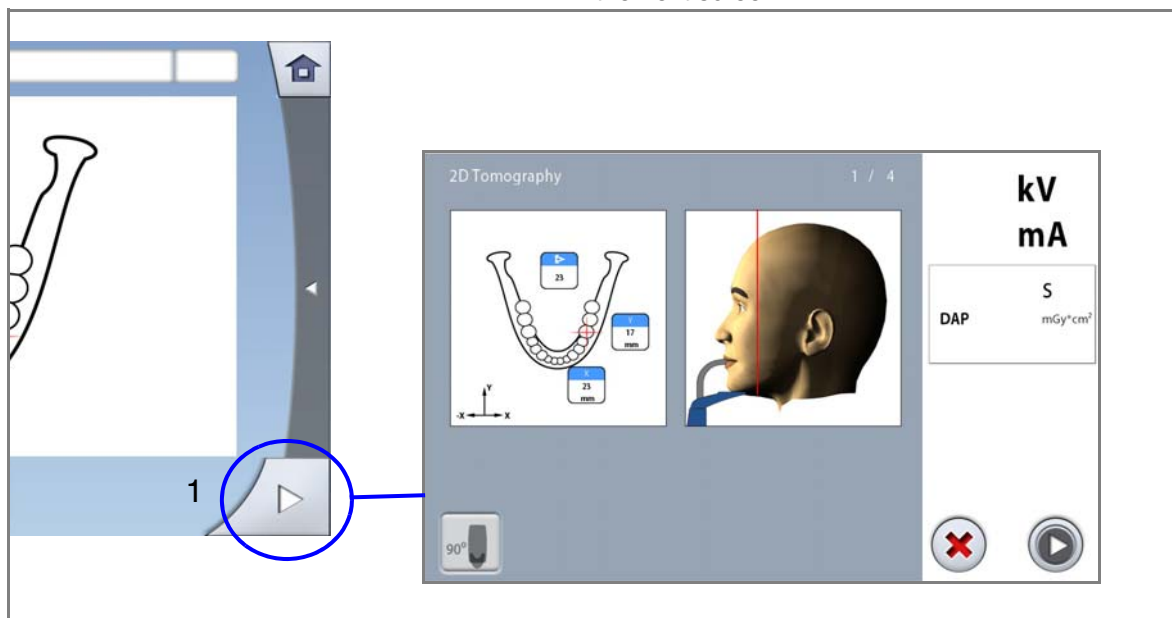 1
2D Tomography
1 / 4
23
Y
17
mm
X
23
mm
Y
-X
X
90°
kV
mA
S
DAP
mGy*cm²